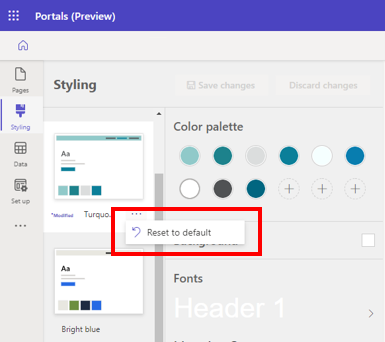 Portals (Preview)
Pages
Styling
Data
Set up
Styling
Save changes
Discard changes
Aa
*Modified Turquo...
Reset to default
Aa
Bright blue
Color palette
Background
Fonts
Header 1